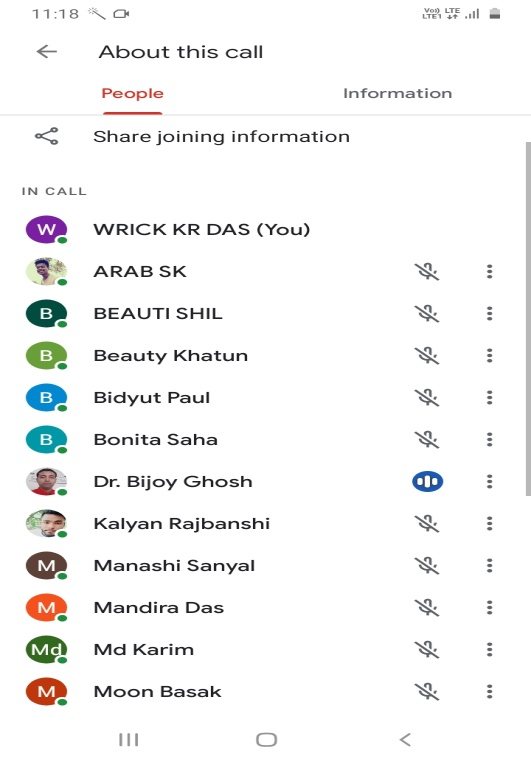 11:18
Vo)) LTE
LTE1
About this call
People
Information
Share joining information
IN CALL
W WRICK KR DAS (You)
ARAB SK
B BEAUTI SHIL
B Beauty Khatun
B Bidyut Paul
B Bonita Saha
Dr. Bijoy Ghosh
Kalyan Rajbanshi
M Manashi Sanyal
M Mandira Das
Md Md Karim
M Moon Basak